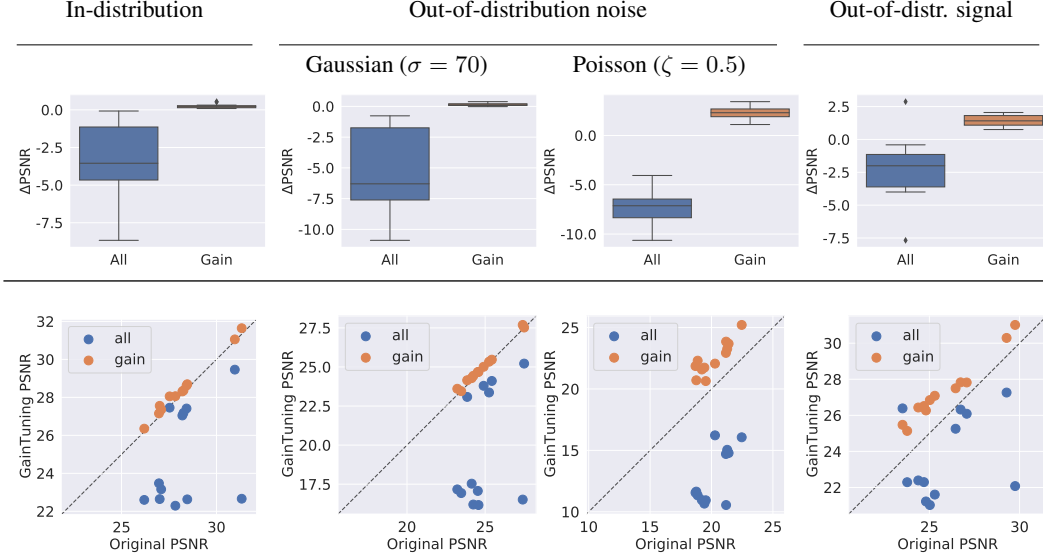 In-distribution
Out-of-distribution noise
Out-of-distr. signal
Gaussian (σ = 70)
Poisson (ζ = 0.5)
ΔPSNR
0.0
-2.5
-5.0
-7.5
All
Gain
ΔPSNR
0.0
-2.5
-5.0
-7.5
-10.0
All
Gain
ΔPSNR
0.0
-5.0
-10.0
All
Gain
ΔPSNR
2.5
0.0
-2.5
-5.0
-7.5
All
Gain
GainTuning PSNR
32
30
28
26
24
22
all
gain
25
30
Original PSNR
GainTuning PSNR
27.5
25.0
22.5
20.0
17.5
all
gain
20
25
Original PSNR
GainTuning PSNR
25
20
15
10
all
gain
10
15
20
25
Original PSNR
GainTuning PSNR
30
28
26
24
22
all
gain
25
30
Original PSNR